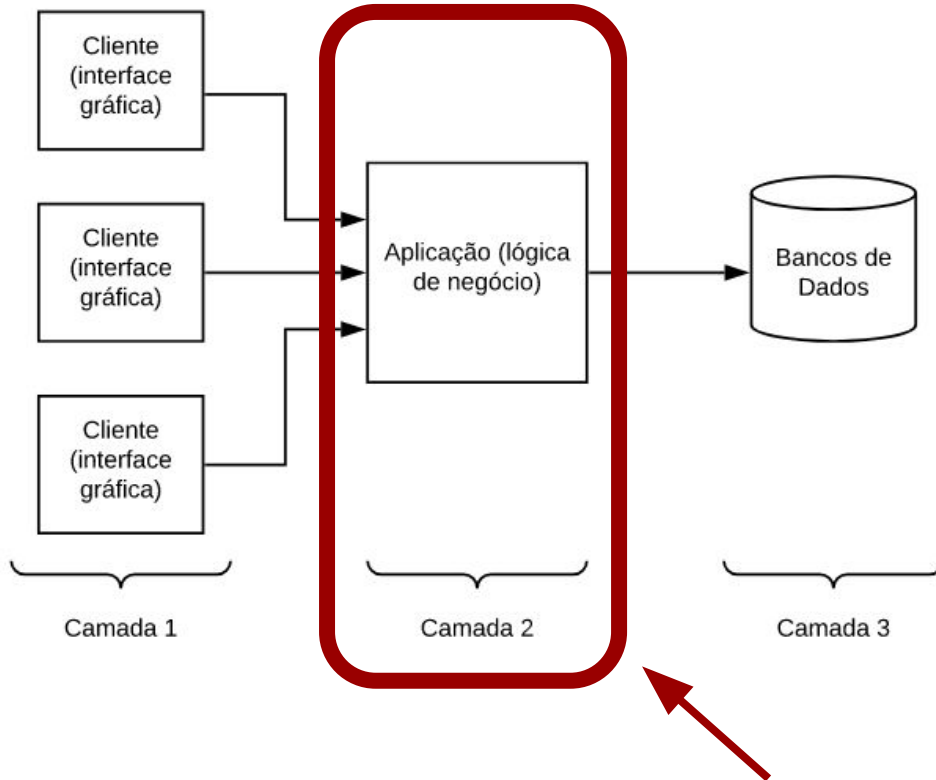 Cliente
(interface
gráfica)
Cliente
(interface
gráfica)
Cliente
(interface
gráfica)
Aplicação (lógica
de negócio)
Bancos de
Dados
Camada 1
Camada 2
Camada 3